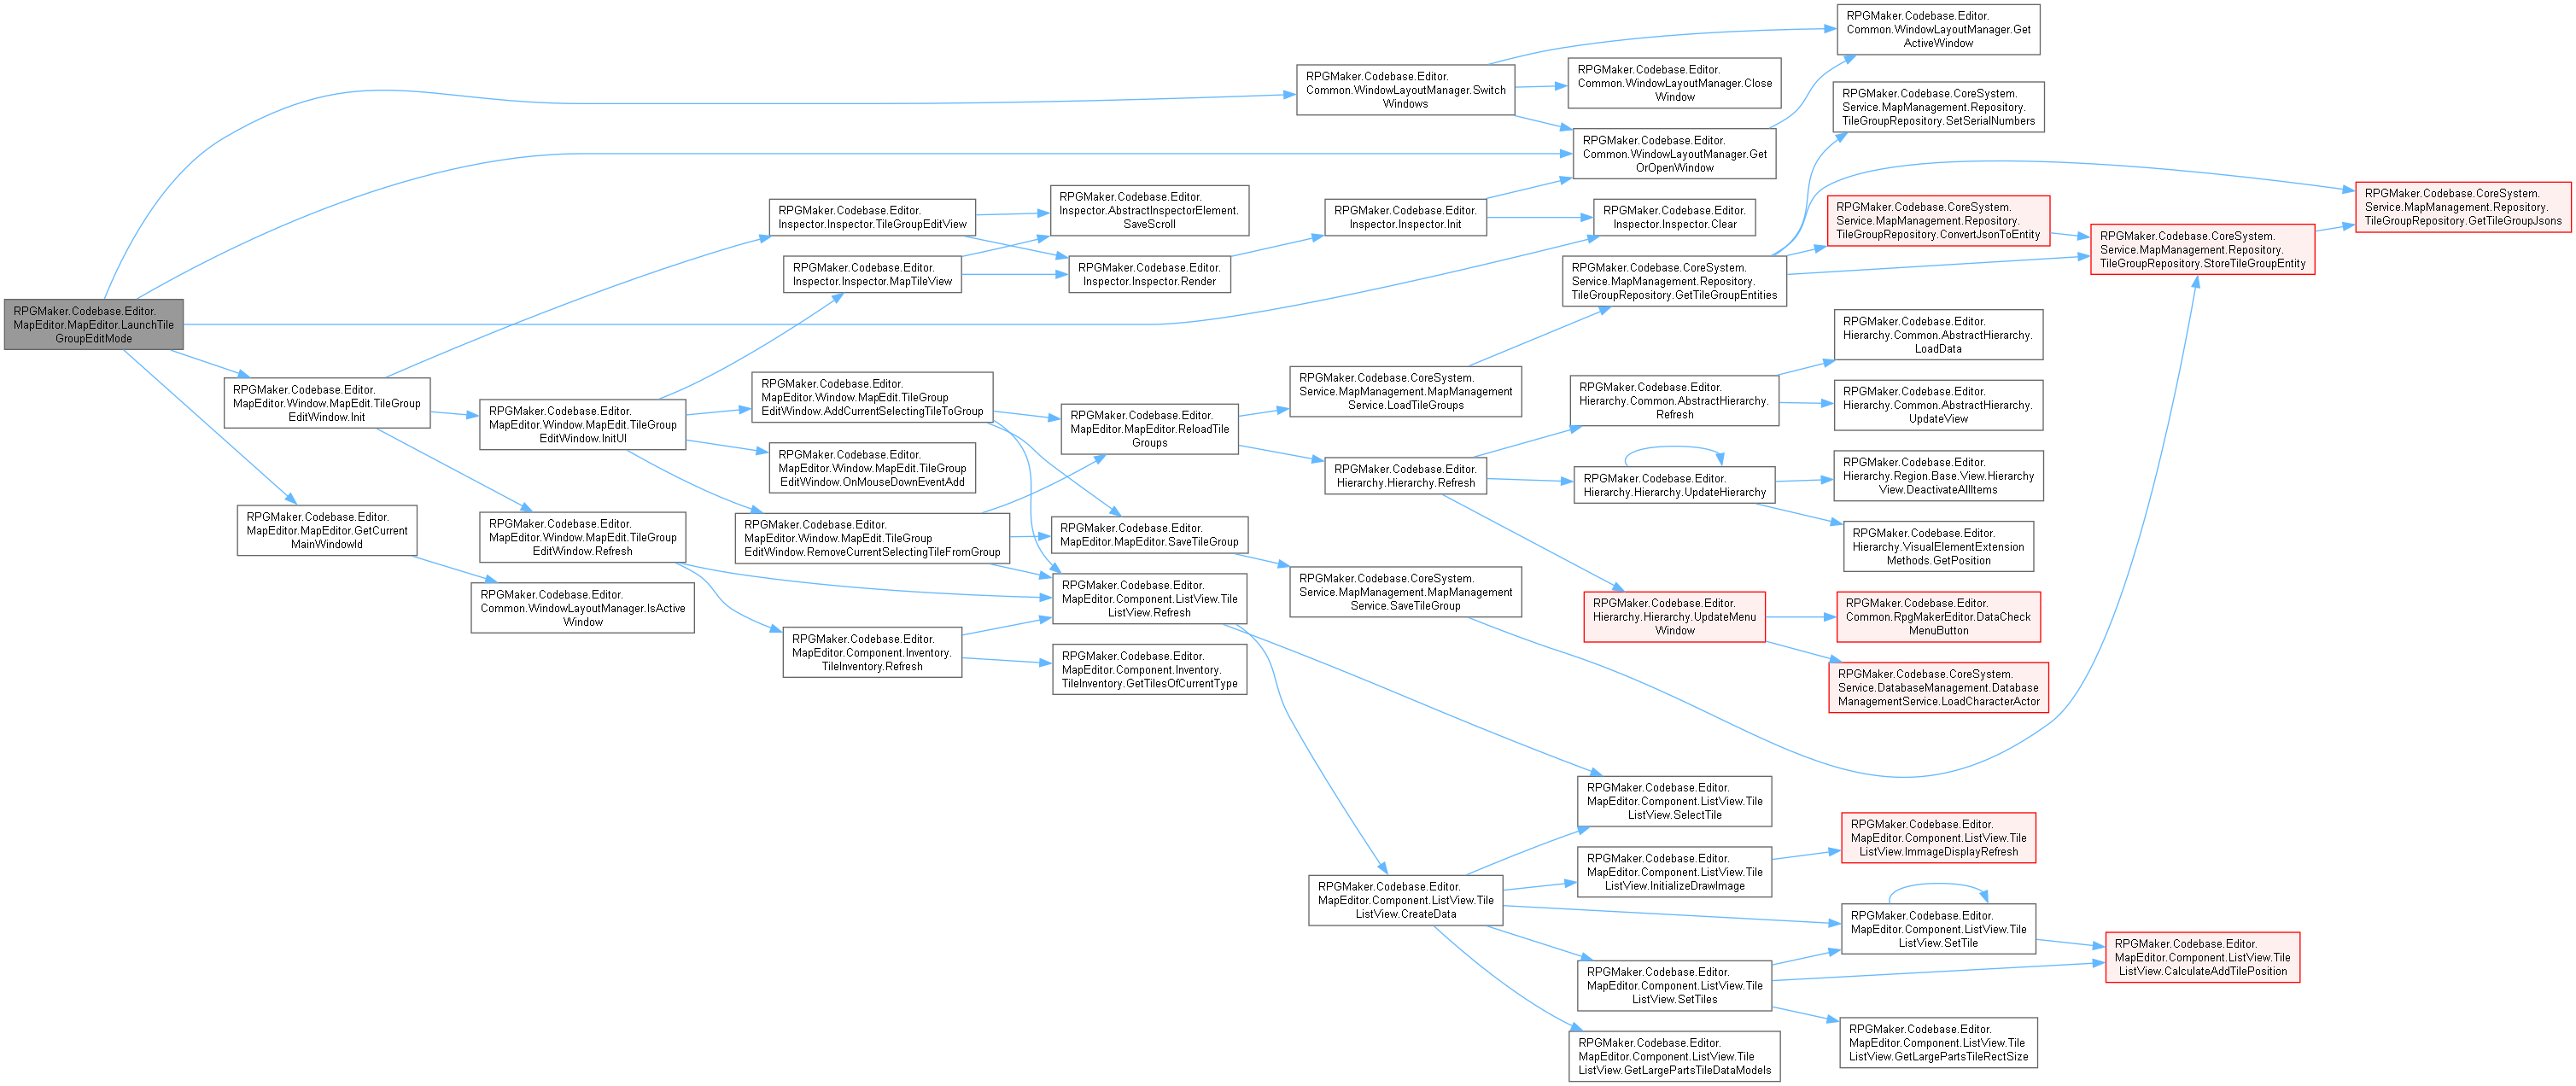 RPGMaker.Codebase.Editor.
MapEditor.MapEditor.LaunchTile
GroupEditMode
RPGMaker.Codebase.Editor.
MapEditor.Window.MapEdit.TileGroup
EditWindow.Init
RPGMaker.Codebase.Editor.
MapEditor.MapEditor.GetCurrent
MainWindowId
RPGMaker.Codebase.Editor.
MapEditor.Window.MapEdit.TileGroup
EditWindow.InitUI
RPGMaker.Codebase.Editor.
MapEditor.Window.MapEdit.TileGroup
EditWindow.Refresh
RPGMaker.Codebase.Editor.
Common.WindowLayoutManager.IsActive
Window
RPGMaker.Codebase.Editor.
Inspector.Inspector.TileGroupEditView
RPGMaker.Codebase.Editor.
Inspector.Inspector.MapTileView
RPGMaker.Codebase.Editor.
MapEditor.Window.MapEdit.TileGroup
EditWindow.AddCurrentSelectingTileToGroup
RPGMaker.Codebase.Editor.
MapEditor.Window.MapEdit.TileGroup
EditWindow.OnMouseDownEventAdd
RPGMaker.Codebase.Editor.
MapEditor.Window.MapEdit.TileGroup
EditWindow.RemoveCurrentSelectingTileFromGroup
RPGMaker.Codebase.Editor.
MapEditor.Component.Inventory.
TileInventory.Refresh
RPGMaker.Codebase.Editor.
Inspector.AbstractInspectorElement.
SaveScroll
RPGMaker.Codebase.Editor.
Inspector.Inspector.Render
RPGMaker.Codebase.Editor.
MapEditor.MapEditor.ReloadTile
Groups
RPGMaker.Codebase.Editor.
MapEditor.MapEditor.SaveTileGroup
RPGMaker.Codebase.Editor.
MapEditor.Component.ListView.Tile
ListView.Refresh
RPGMaker.Codebase.Editor.
MapEditor.Component.Inventory.
TileInventory.GetTilesOfCurrentType
RPGMaker.Codebase.Editor.
Common.WindowLayoutManager.Switch
Windows
RPGMaker.Codebase.Editor.
Inspector.Inspector.Init
RPGMaker.Codebase.CoreSystem.
Service.MapManagement.MapManagement
Service.LoadTileGroups
RPGMaker.Codebase.Editor.
Hierarchy.Hierarchy.Refresh
RPGMaker.Codebase.CoreSystem.
Service.MapManagement.MapManagement
Service.SaveTileGroup
RPGMaker.Codebase.Editor.
MapEditor.Component.ListView.Tile
ListView.CreateData
RPGMaker.Codebase.Editor.
Common.WindowLayoutManager.Close
Window
RPGMaker.Codebase.Editor.
Common.WindowLayoutManager.Get
OrOpenWindow
RPGMaker.Codebase.Editor.
Inspector.Inspector.Clear
RPGMaker.Codebase.CoreSystem.
Service.MapManagement.Repository.
TileGroupRepository.GetTileGroupEntities
RPGMaker.Codebase.Editor.
Hierarchy.Common.AbstractHierarchy.
Refresh
RPGMaker.Codebase.Editor.
Hierarchy.Hierarchy.UpdateHierarchy
RPGMaker.Codebase.Editor.
Hierarchy.Hierarchy.UpdateMenu
Window
RPGMaker.Codebase.Editor.
MapEditor.Component.ListView.Tile
ListView.SelectTile
RPGMaker.Codebase.Editor.
MapEditor.Component.ListView.Tile
ListView.InitializeDrawImage
RPGMaker.Codebase.Editor.
MapEditor.Component.ListView.Tile
ListView.SetTiles
RPGMaker.Codebase.Editor.
MapEditor.Component.ListView.Tile
ListView.GetLargePartsTileDataModels
RPGMaker.Codebase.Editor.
Common.WindowLayoutManager.Get
ActiveWindow
RPGMaker.Codebase.CoreSystem.
Service.MapManagement.Repository.
TileGroupRepository.SetSerialNumbers
RPGMaker.Codebase.CoreSystem.
Service.MapManagement.Repository.
TileGroupRepository.ConvertJsonToEntity
RPGMaker.Codebase.Editor.
Hierarchy.Common.AbstractHierarchy.
LoadData
RPGMaker.Codebase.Editor.
Hierarchy.Common.AbstractHierarchy.
UpdateView
RPGMaker.Codebase.Editor.
Hierarchy.Region.Base.View.Hierarchy
View.DeactivateAllItems
RPGMaker.Codebase.Editor.
Hierarchy.VisualElementExtension
Methods.GetPosition
RPGMaker.Codebase.Editor.
Common.RpgMakerEditor.DataCheck
MenuButton
RPGMaker.Codebase.CoreSystem.
Service.DatabaseManagement.Database
ManagementService.LoadCharacterActor
RPGMaker.Codebase.Editor.
MapEditor.Component.ListView.Tile
ListView.ImmageDisplayRefresh
RPGMaker.Codebase.Editor.
MapEditor.Component.ListView.Tile
ListView.SetTile
RPGMaker.Codebase.Editor.
MapEditor.Component.ListView.Tile
ListView.GetLargePartsTileRectSize
RPGMaker.Codebase.CoreSystem.
Service.MapManagement.Repository.
TileGroupRepository.StoreTileGroupEntity
RPGMaker.Codebase.Editor.
MapEditor.Component.ListView.Tile
ListView.CalculateAddTilePosition
RPGMaker.Codebase.CoreSystem.
Service.MapManagement.Repository.
TileGroupRepository.GetTileGroupJsons